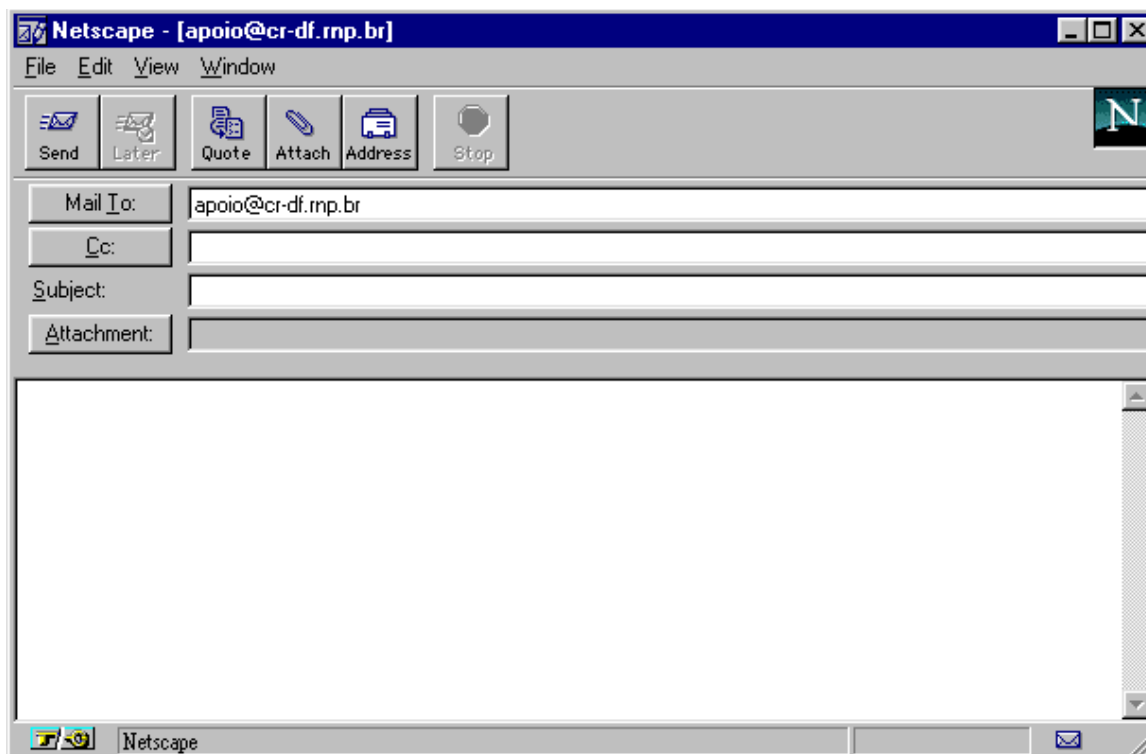 Netscape - [apoio@cr-df.rnp.br]
File Edit View Window
Send Later Quote Attach Address Stop
N
Mail To: apoio@cr-df.rnp.br
Cc:
Subject:
Attachment:
Netscape